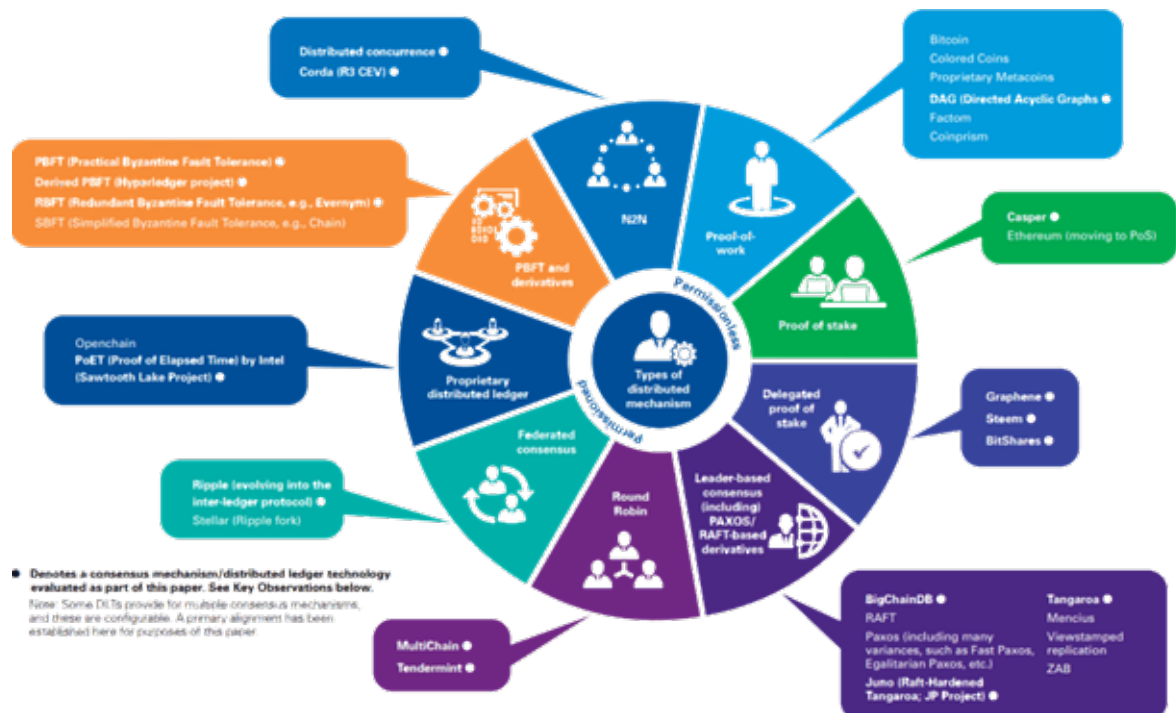 Distributed concurrence
Corda (R3 CEV)
Bitcoin
Colored Coins
Proprietary Metacoins
DAG (Directed Acyclic Graphs
Factom
Coinprism
PBFT (Practical Byzantine Fault Tolerance)
Derived PBFT (Hyparledger project)
RBFT (Redundant Byzantine Fault Tolerance, e.g., Evernym)
SBFT (Simplified Byzantine Fault Tolerance, e.g., Chain)
N2N
Proof-of-
work
Casper
Ethereum (moving to PoS)
PBFT and
derivatives
Proof of stake
Permissionless
Openchain
PoET (Proof of Elapsed Time) by Intel
(Sawtooth Lake Project)
Proprietary
distributed ledger
Types of
distributed
mechanism
Permissioned
Delegated
proof of
stake
Graphene
Steem
BitShares
Federated
consensus
Ripple (evolving into the
inter-ledger protocol)
Stellar (Ripple fork)
Round
Robin
Leader-based
consensus
(including)
PAXOS/
RAFT-based
derivatives
Denotes a consensus mechanism/distributed ledger technology
evaluated as part of this paper. See Key Observations below.
Note: Some DLTs provide for multiple consensus mechanisms,
and these are configurable. A primary alignment has been
established here for purposes of this paper.
MultiChain
Tendermint
BigChainDB
RAFT
Paxos (including many
variances, such as Fast Paxos,
Egalitarian Paxos, etc.)
Juno (Raft-Hardened
Tangaroa; JP Project)
Tangaroa
Mencius
Viewstamped
replication
ZAB